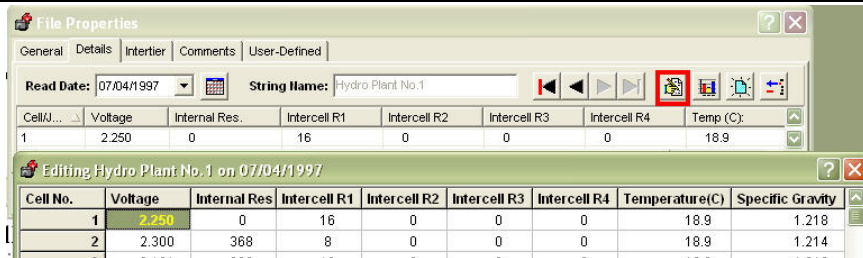 File Properties
General Details Intertier Comments User-Defined
Read Date: 07/04/1997 String Name: Hydro Plant No.1
Cell/J... Voltage Internal Res. Intercell R1 Intercell R2 Intercell R3 Intercell R4 Temp (C):
1 2.250 0 16 0 0 0 18.9
Editing Hydro Plant No.1 on 07/04/1997
Cell No. Voltage Internal Res Intercell R1 Intercell R2 Intercell R3 Intercell R4 Temperature(C) Specific Gravity
1 2.250 0 16 0 0 0 18.9 1.218
2 2.300 368 8 0 0 0 18.9 1.214